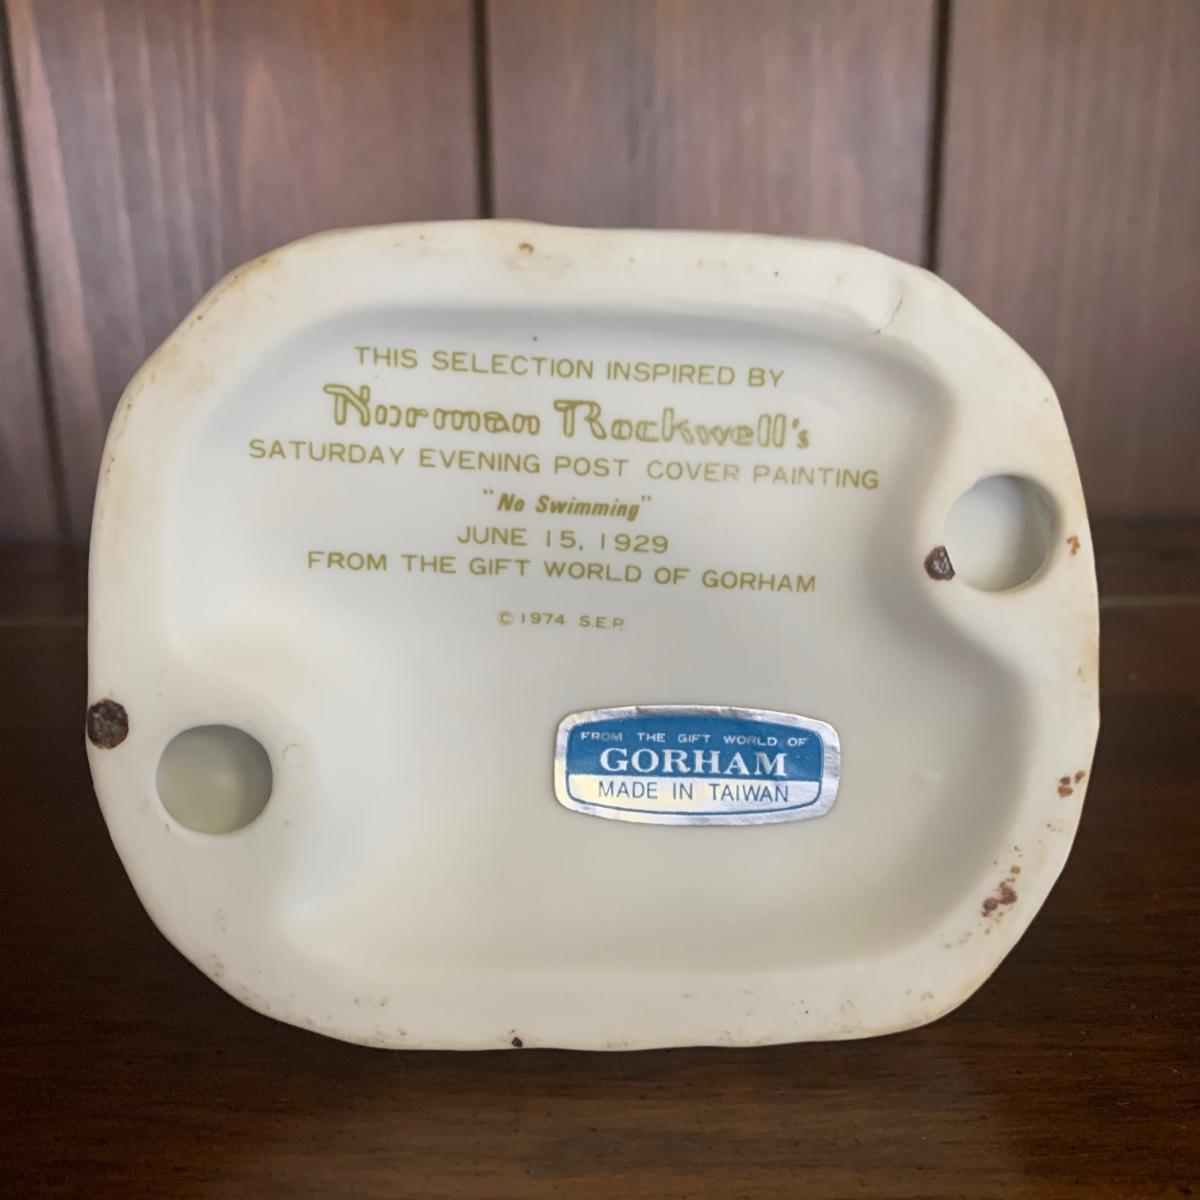 THIS SELECTION INSPIRED BY
Norman Rockwell's
SATURDAY EVENING POST COVER PAINTING
"No Swimming"
JUNE 15, 1929
FROM THE GIFT WORLD OF GORHAM
© 1974 S.E.P.
FROM THE GIFT WORLD OF
GORHAM
MADE IN TAIWAN